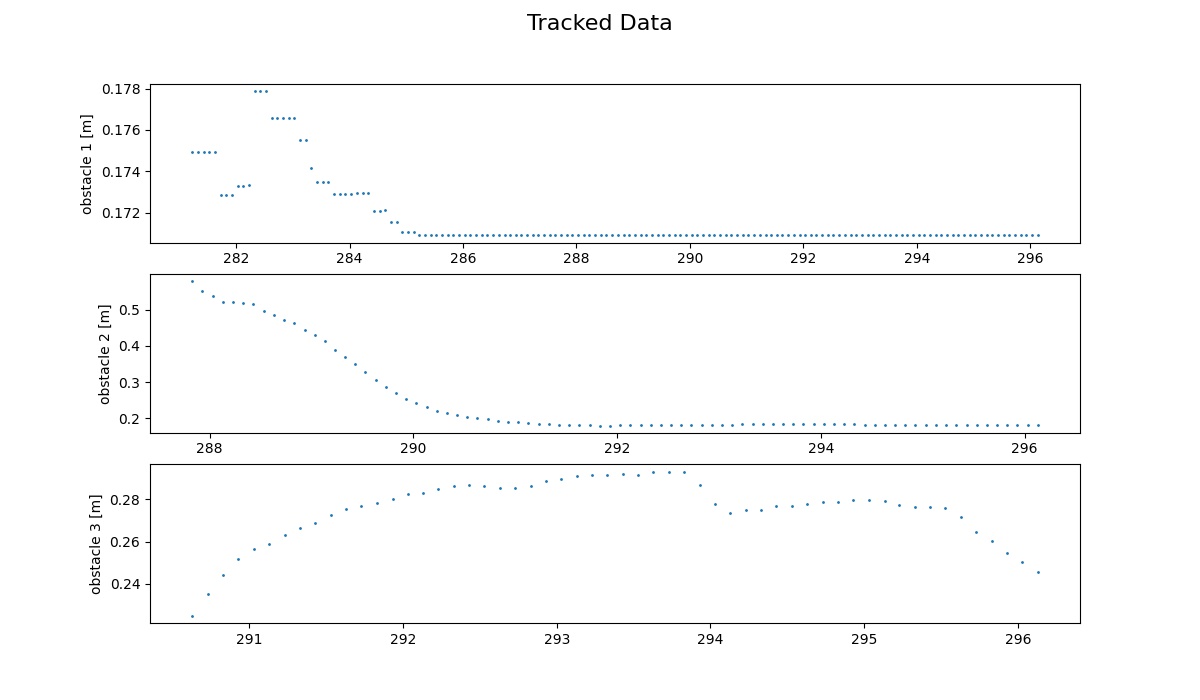 Tracked Data
obstacle 1 [m]
0.178
0.176
0.174
0.172
282 284 286 288 290 292 294 296
obstacle 2 [m]
0.5
0.4
0.3
0.2
288 290 292 294 296
obstacle 3 [m]
0.28
0.26
0.24
291 292 293 294 295 296